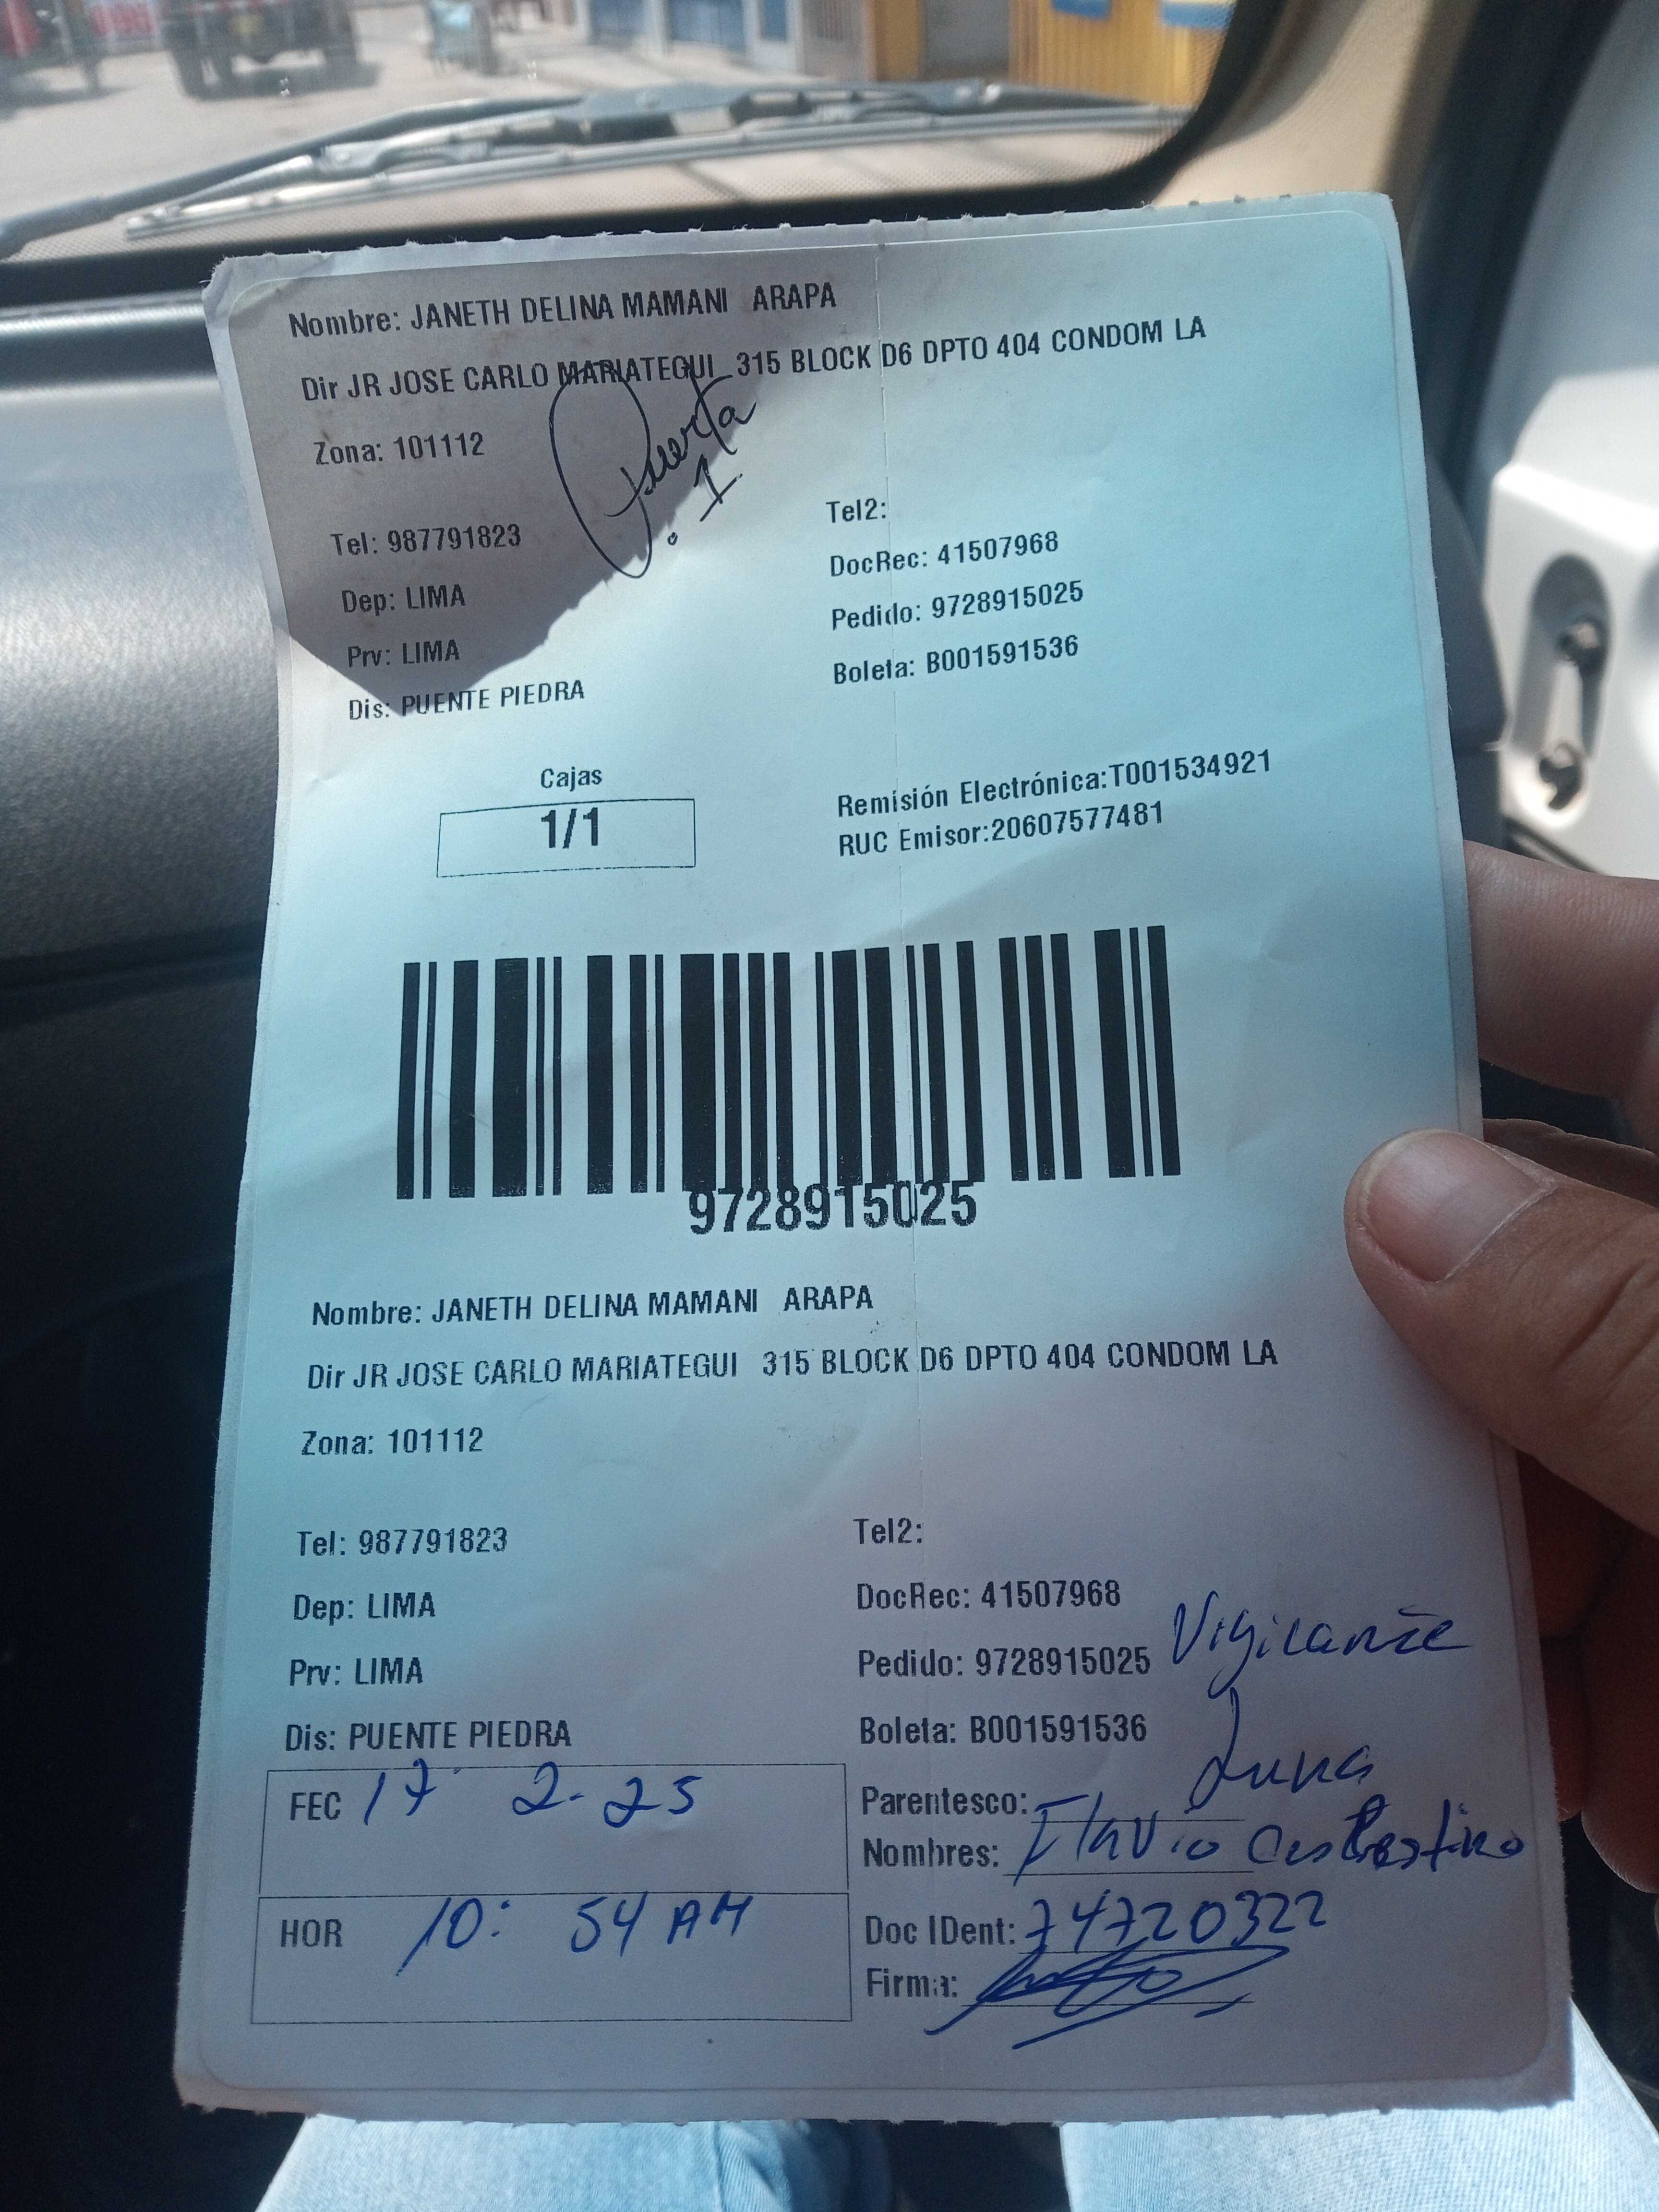 Nombre: JANETH DELINA MAMANI ARAPA
Dir JR JOSE CARLO MARIATEGUI 315 BLOCK D6 DPTO 404 CONDOM LA
Zona: 101112
Puerta
1
Tel: 987791823
Tel2:
Dep: LIMA
DocRec: 41507968
Prv: LIMA
Pedido: 9728915025
Dis: PUENTE PIEDRA
Boleta: B001591536
Cajas
1/1
Remisión Electrónica:T001534921
RUC Emisor:20607577481
9728915025
Nombre: JANETH DELINA MAMANI ARAPA
Dir JR JOSE CARLO MARIATEGUI 315 BLOCK D6 DPTO 404 CONDOM LA
Zona: 101112
Tel: 987791823
Tel2:
Dep: LIMA
DocRec: 41507968
Prv: LIMA
Pedido: 9728915025
Vigilante
Dis: PUENTE PIEDRA
Boleta: B001591536
FEC 17 2-25
Parentesco:
Luna
Nombres: Flavio
HOR 10: 54 AM
Doc IDent: 74720322
Firma: